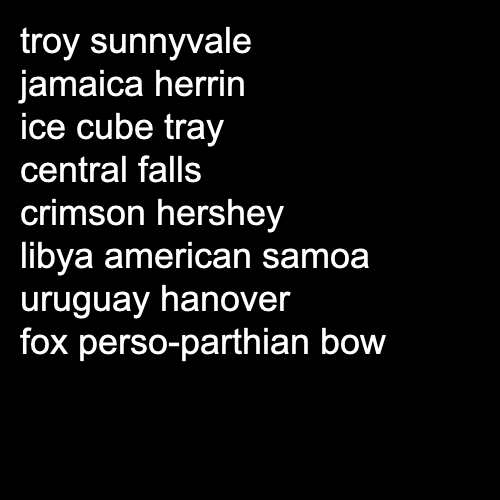 troy sunnyvale
jamaica herrin
ice cube tray
central falls
crimson hershey
libya american samoa
uruguay hanover
fox perso-parthian bow